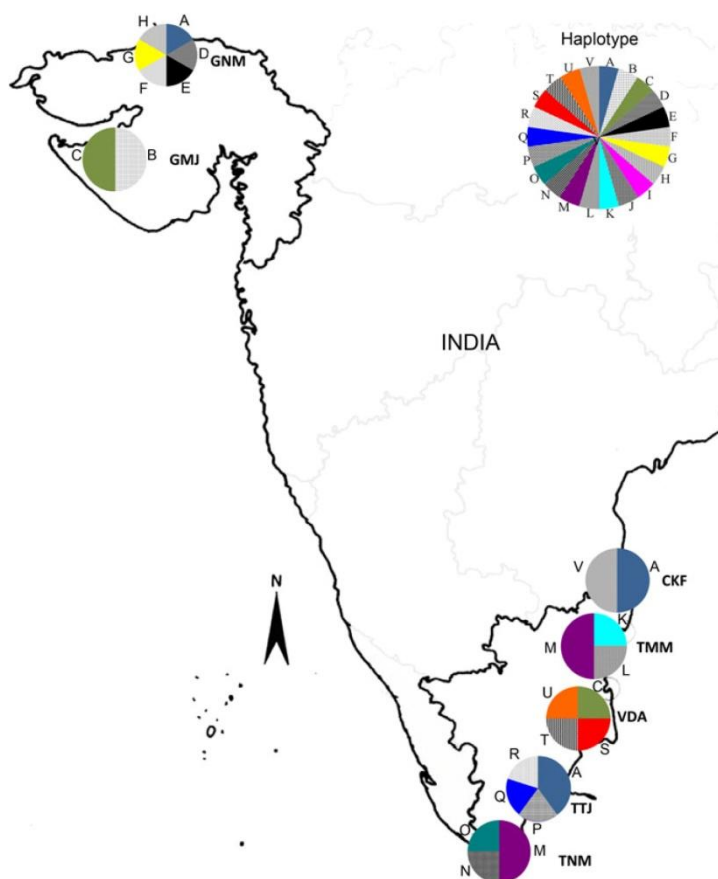 H A
G D GNM
F E
C B GMJ
Haplotype
V A B C D E F G H I J K L M N O P Q R S T U
INDIA
N
V A CKF
K
M TMM
L
U C
VDA
T S
R A
Q TTJ
P
O M
N TNM